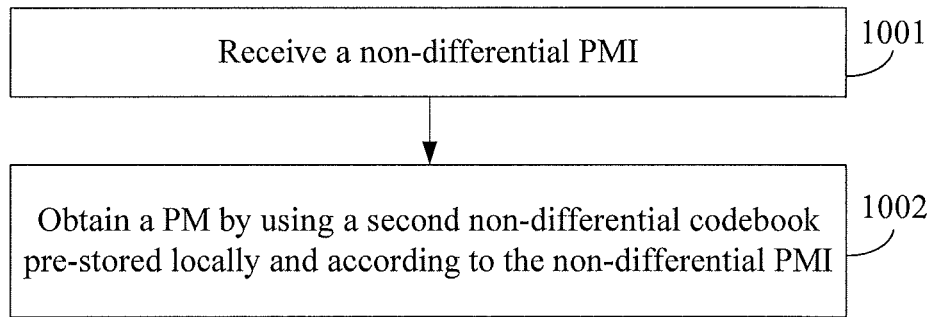 Receive a non-differential PMI
1001
Obtain a PM by using a second non-differential codebook
pre-stored locally and according to the non-differential PMI
1002